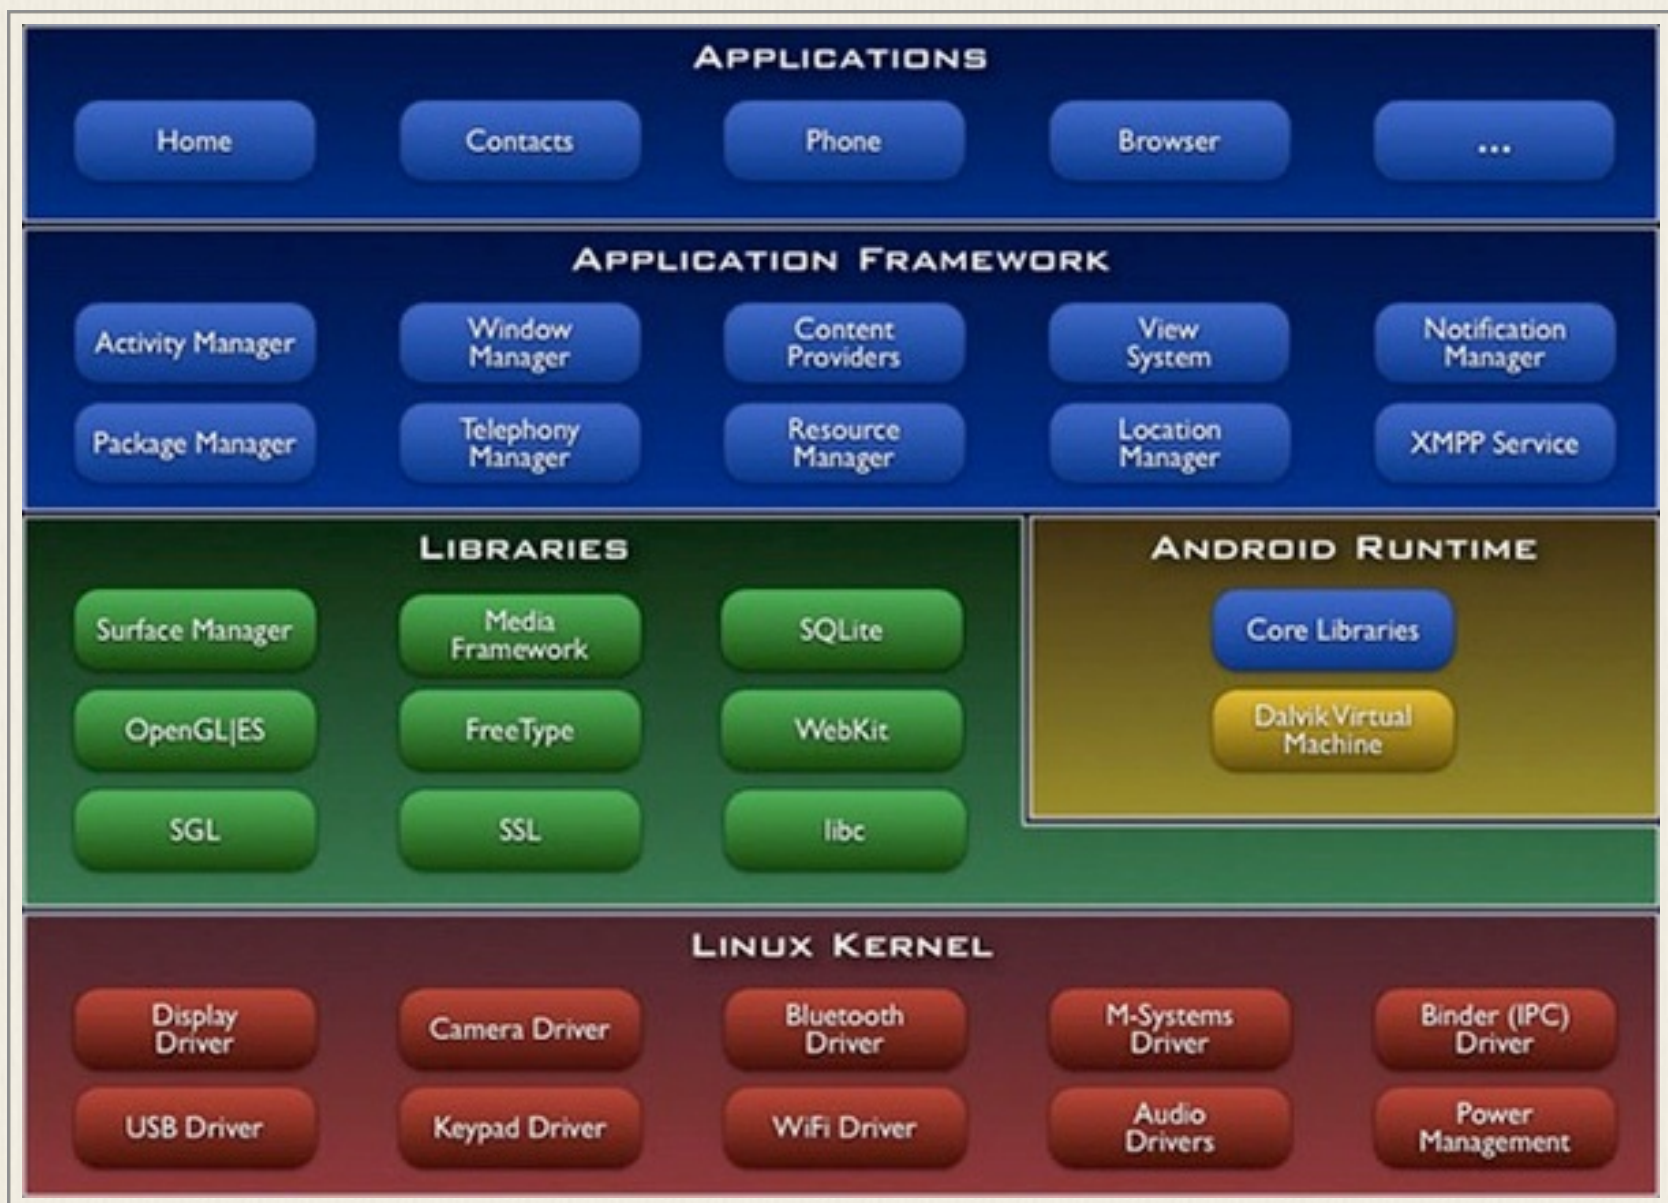 APPLICATIONS
Home
Contacts
Phone
Browser
...
APPLICATION FRAMEWORK
Activity Manager
Window
Manager
Content
Providers
View
System
Notification
Manager
Package Manager
Telephony
Manager
Resource
Manager
Location
Manager
XMPP Service
LIBRARIES
Surface Manager
Media
Framework
SQLite
OpenGL|ES
FreeType
WebKit
SGL
SSL
libc
ANDROID RUNTIME
Core Libraries
Dalvik Virtual
Machine
LINUX KERNEL
Display
Driver
Camera Driver
Bluetooth
Driver
M-Systems
Driver
Binder (IPC)
Driver
USB Driver
Keypad Driver
WiFi Driver
Audio
Drivers
Power
Management